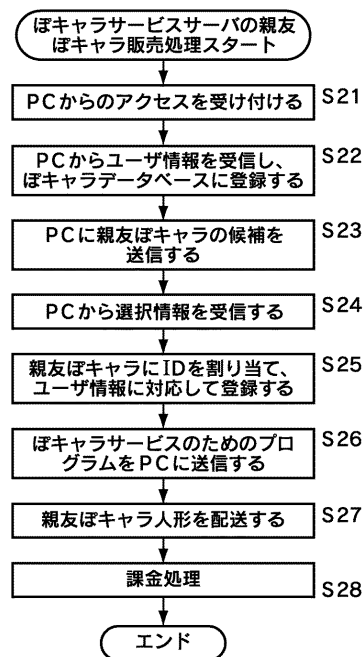 ぽキャラサービスサーバの親友
ぽキャラ販売処理スタート
PCからのアクセスを受け付ける
S21
PCからユーザ情報を受信し、
ぽキャラデータベースに登録する
S22
PCに親友ぽキャラの候補を
送信する
S23
PCから選択情報を受信する
S24
親友ぽキャラにIDを割り当て、
ユーザ情報に対応して登録する
S25
ぽキャラサービスのためのプロ
グラムをPCに送信する
S26
親友ぽキャラ人形を配送する
S27
課金処理
S28
エンド